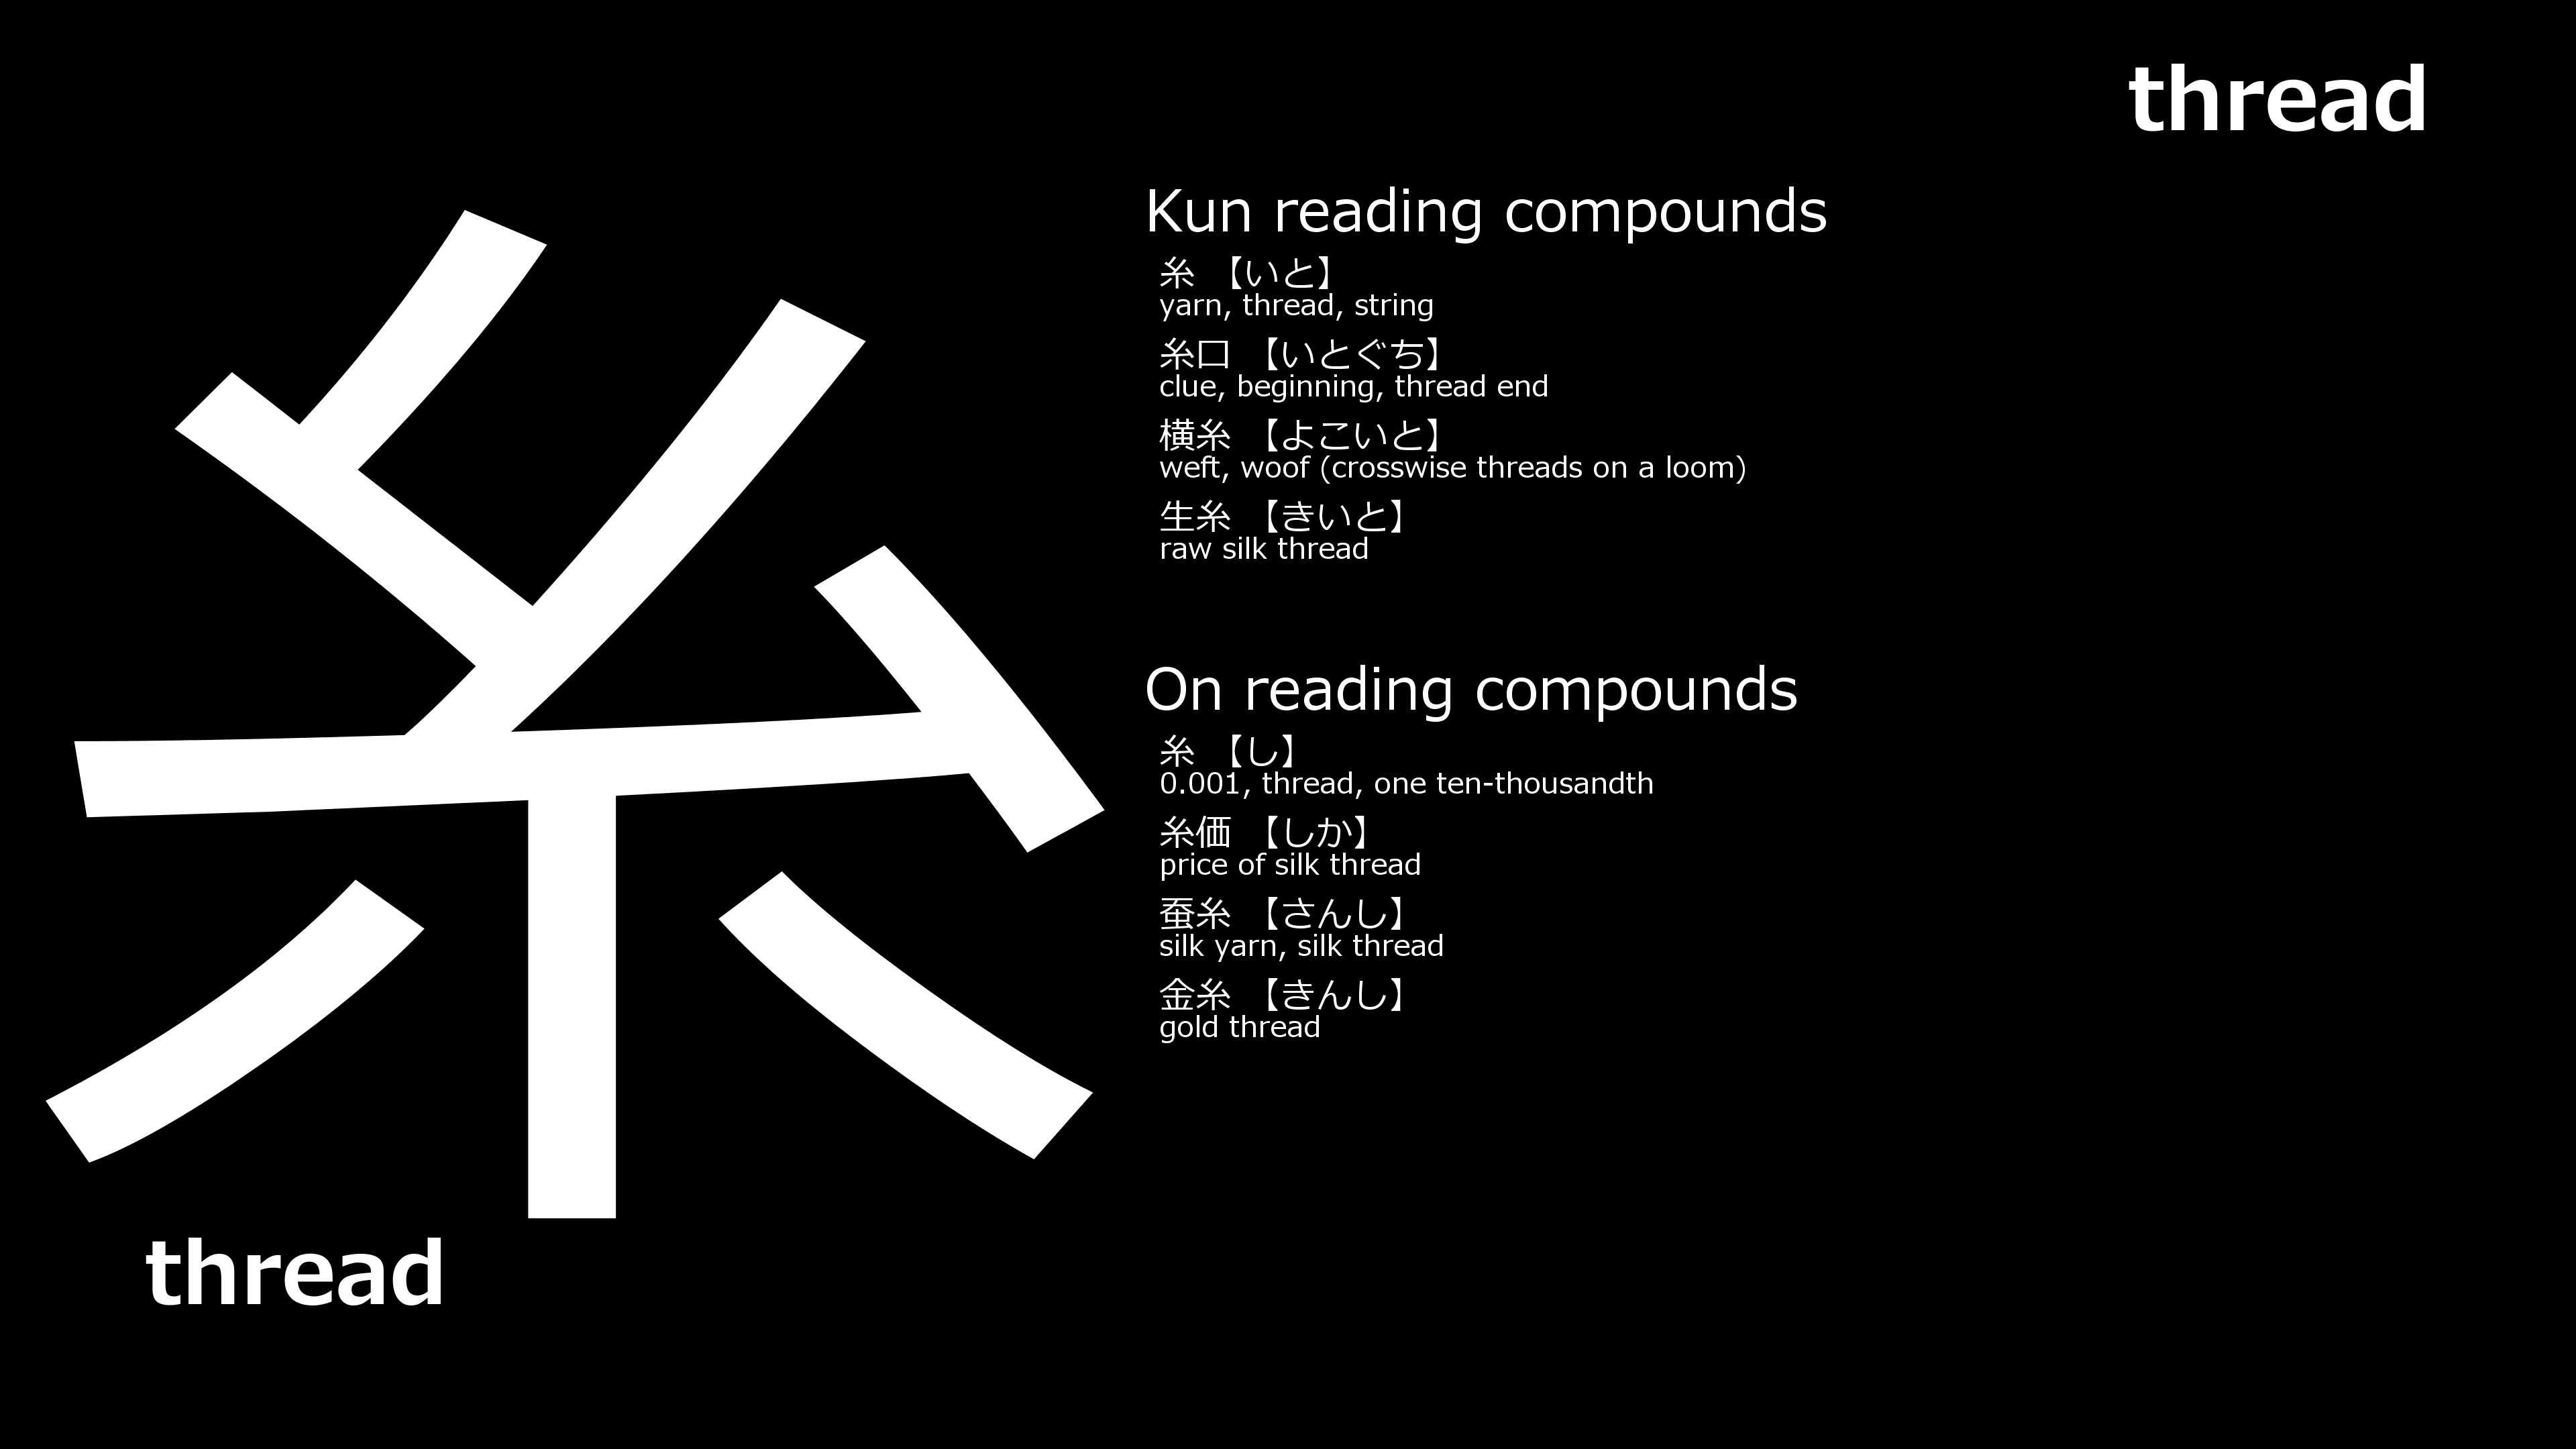 thread
糸
Kun reading compounds
糸 【いと】
yarn, thread, string
糸口 【いとぐち】
clue, beginning, thread end
横糸 【よこいと】
weft, woof (crosswise threads on a loom)
生糸 【きいと】
raw silk thread
On reading compounds
糸 【し】
0.001, thread, one ten-thousandth
糸価 【しか】
price of silk thread
蚕糸 【さんし】
silk yarn, silk thread
金糸 【きんし】
gold thread
thread